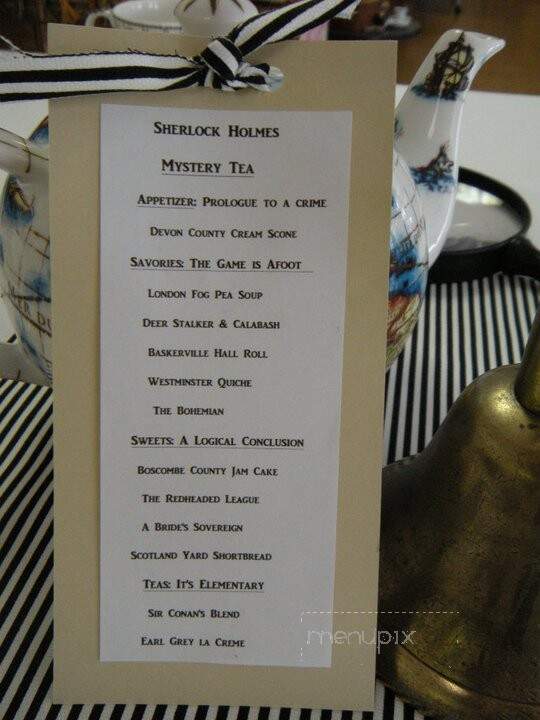 Sherlock Holmes
Mystery Tea
Appetizer: Prologue to a crime
Devon County Cream Scone
Savories: The Game is Afoot
London Fog Pea Soup
Deer Stalker & Calabash
Baskerville Hall Roll
Westminster Quiche
The Bohemian
Sweets: A Logical Conclusion
Boscombe County Jam Cake
The Redheaded League
A Bride's Sovereign
Scotland Yard Shortbread
Teas: It's Elementary
Sir Conan's Blend
Earl Grey la Creme
menupix